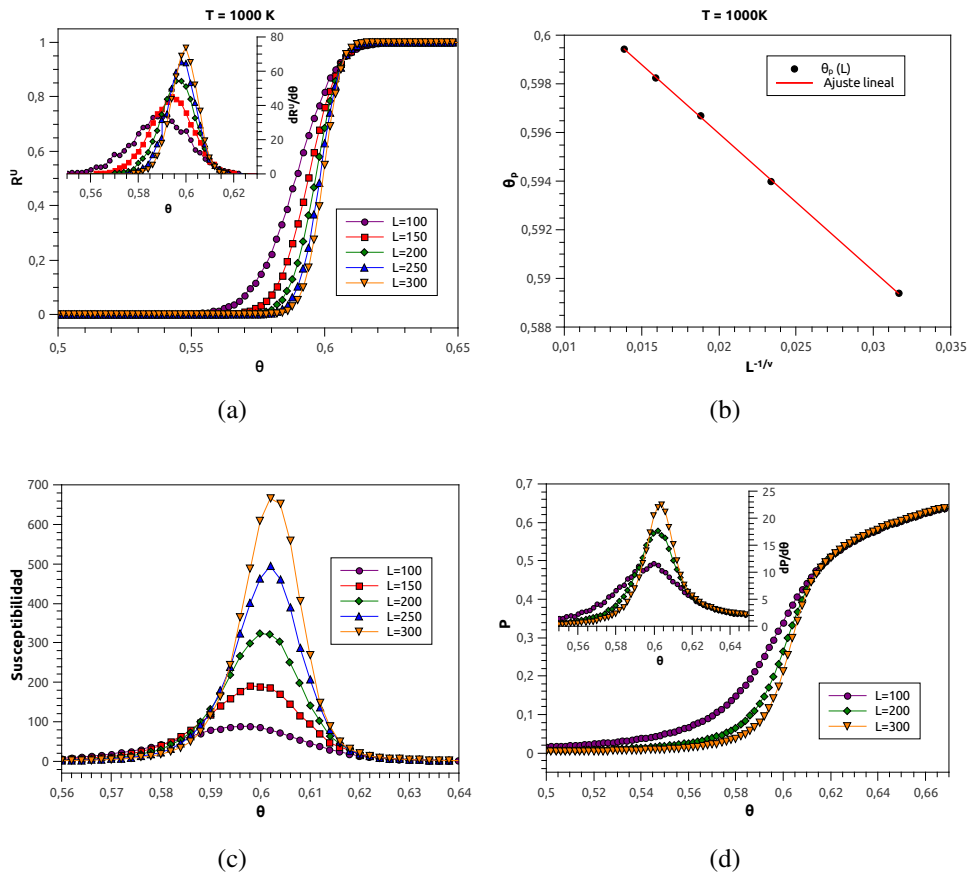 T = 1000 K
1
0,8
0,6
0,4
0,2
0
R^U
0,5
0,55
0,6
0,65
θ
80
70
60
50
40
30
20
10
0
dR^U/dθ
0,56
0,58
0,6
0,62
θ
L=100
L=150
L=200
L=250
L=300
(a)
T = 1000K
0,6
0,598
0,596
0,594
0,592
0,59
0,588
θ_p
0,01
0,015
0,02
0,025
0,03
0,035
L^-1/ν
θ_p (L)
Ajuste lineal
(b)
700
600
500
400
300
200
100
0
Susceptibilidad
0,56
0,57
0,58
0,59
0,6
0,61
0,62
0,63
0,64
θ
L=100
L=150
L=200
L=250
L=300
(c)
0,7
0,6
0,5
0,4
0,3
0,2
0,1
0
P
0,5
0,52
0,54
0,56
0,58
0,6
0,62
0,64
0,66
θ
25
20
15
10
5
0
dP/dθ
0,56
0,58
0,6
0,62
0,64
θ
L=100
L=200
L=300
(d)